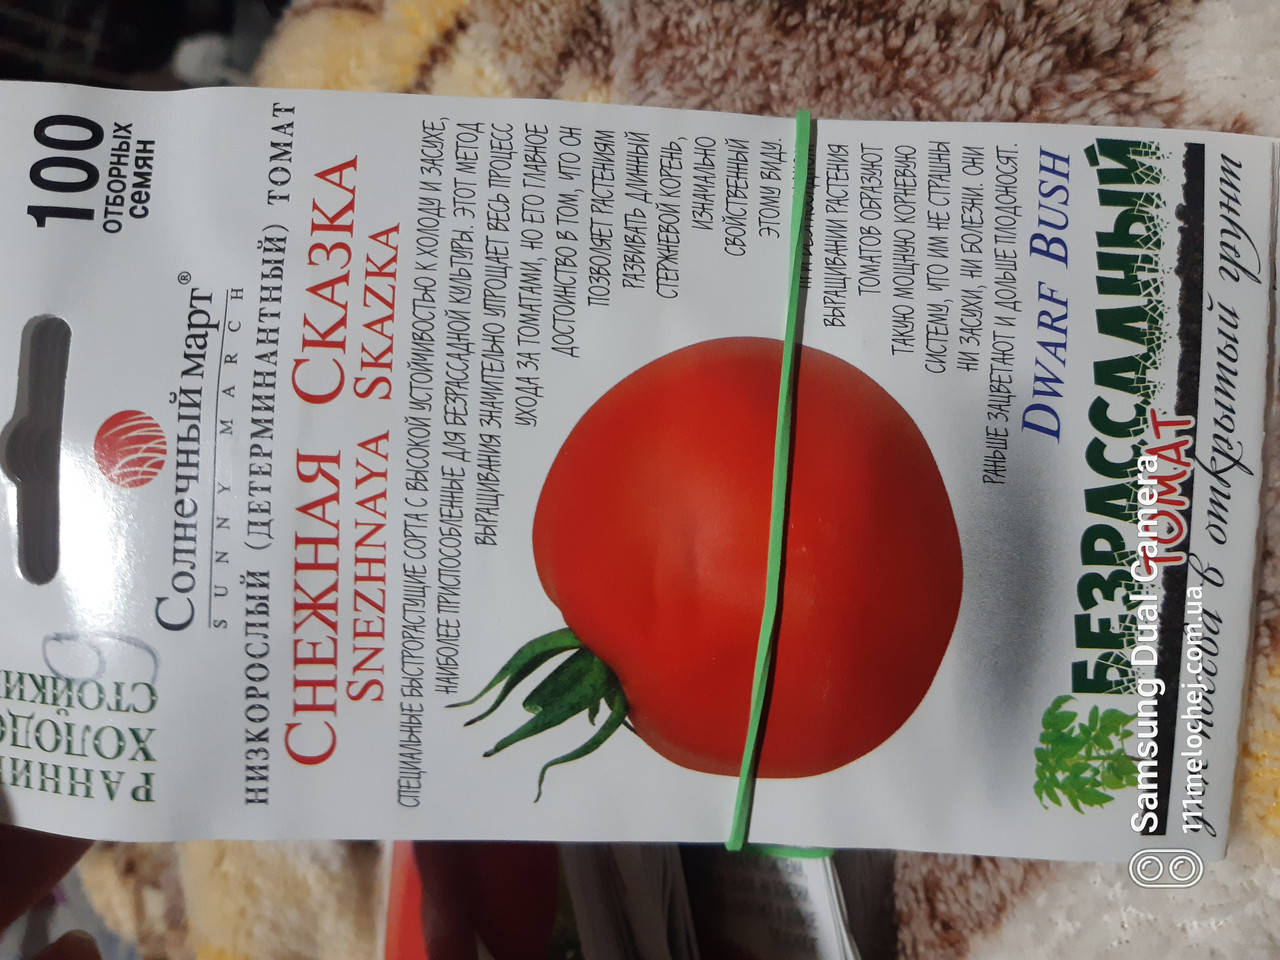 100
ОТБОРНЫХ
СЕМЯН
РАННИЙ
ХОЛОДО
СТОЙКИЙ
Солнечный март®
SUNNY MARCH
НИЗКОРОСЛЫЙ (ДЕТЕРМИНАНТНЫЙ) ТОМАТ
СНЕЖНАЯ СКАЗКА
SNEZHNAYA SKAZKA
СПЕЦИАЛЬНЫЕ БЫСТРОРАСТУЩИЕ СОРТА С ВЫСОКОЙ УСТОЙЧИВОСТЬЮ К ХОЛОДУ И ЗАСУХЕ,
НАИБОЛЕЕ ПРИСПОСОБЛЕННЫЕ ДЛЯ БЕЗРАССАДНОЙ КУЛЬТУРЫ. ЭТОТ МЕТОД
ВЫРАЩИВАНИЯ ЗНАЧИТЕЛЬНО УПРОЩАЕТ ВЕСЬ ПРОЦЕСС
УХОДА ЗА ТОМАТАМИ, НО ЕГО ГЛАВНОЕ
ДОСТОИНСТВО В ТОМ, ЧТО ОН
ПОЗВОЛЯЕТ РАСТЕНИЯМ
РАЗВИВАТЬ ДЛИННЫЙ
СТЕРЖНЕВОЙ КОРЕНЬ,
ИЗНАЧАЛЬНО
СВОЙСТВЕННЫЙ
ЭТОМУ ВИДУ.
ВЫРАЩИВАНИИ РАСТЕНИЯ
ТОМАТОВ ОБРАЗУЮТ
ТАКУЮ МОЩНУЮ КОРНЕВУЮ
СИСТЕМУ, ЧТО ИМ НЕ СТРАШНЫ
НИ ЗАСУХИ, НИ БОЛЕЗНИ. ОНИ
РАНЬШЕ ЗАЦВЕТАЮТ И ДОЛЬШЕ ПЛОДОНОСЯТ.
DWARF BUSH
БЕЗРАССАДНЫЙ
ТОМАТ
в открытый грунт
Samsung Dual Camera
mmelochej.com.ua